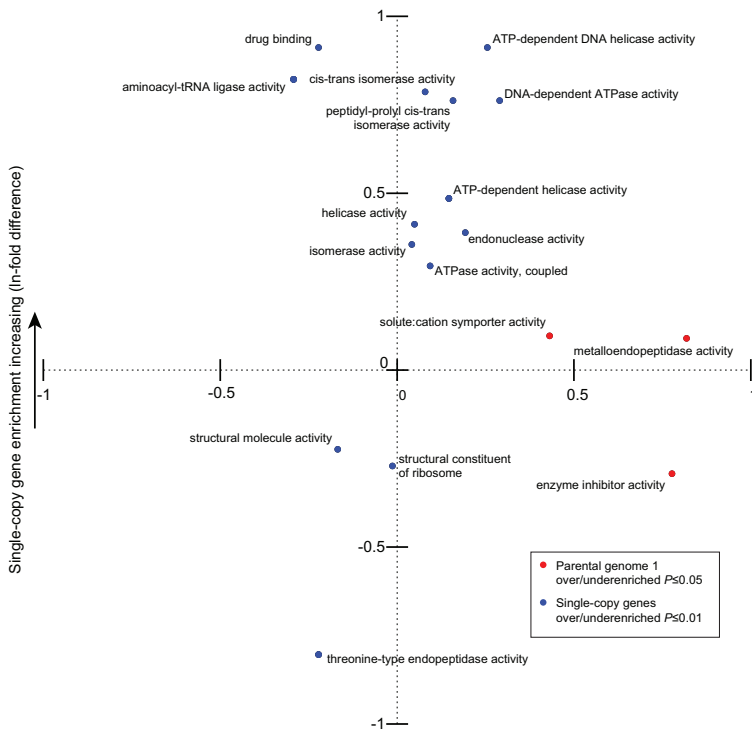 1
drug binding
ATP-dependent DNA helicase activity
aminoacyl-tRNA ligase activity
cis-trans isomerase activity
DNA-dependent ATPase activity
peptidyl-prolyl cis-trans
isomerase activity
0.5
ATP-dependent helicase activity
helicase activity
endonuclease activity
isomerase activity
ATPase activity, coupled
Single-copy gene enrichment increasing (ln-fold difference)
solute:cation symporter activity
metalloendopeptidase activity
0
-1
-0.5
0
0.5
1
structural molecule activity
structural constituent
of ribosome
enzyme inhibitor activity
-0.5
Parental genome 1
over/underenriched P≤0.05
Single-copy genes
over/underenriched P≤0.01
threonine-type endopeptidase activity
-1